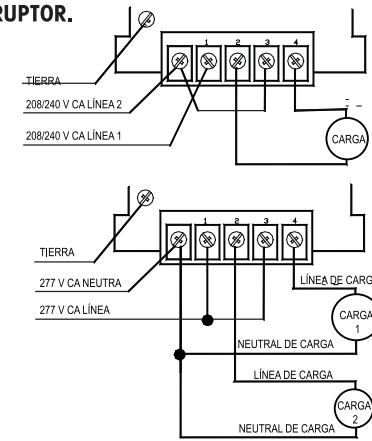 RUPTOR.
1 2 3 4
TIERRA
208/240 V CA LÍNEA 2
208/240 V CA LÍNEA 1
CARGA
1 2 3 4
TIERRA
277 V CA NEUTRA
LÍNEA DE CARG
277 V CA LÍNEA
CARGA
1
NEUTRAL DE CARGA
LÍNEA DE CARGA
CARGA
2
NEUTRAL DE CARGA